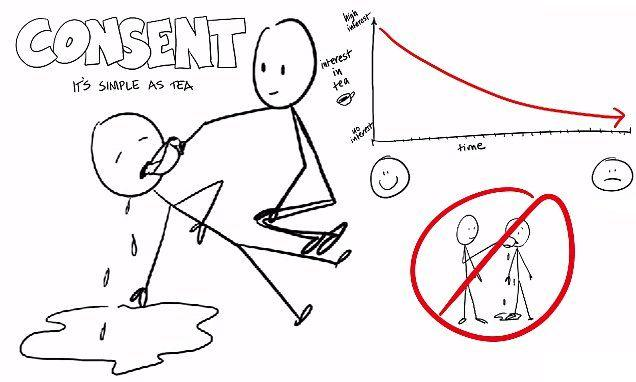 CONSENT
IT'S SIMPLE AS TEA
high
interest
interest
in
tea
no
interest
time